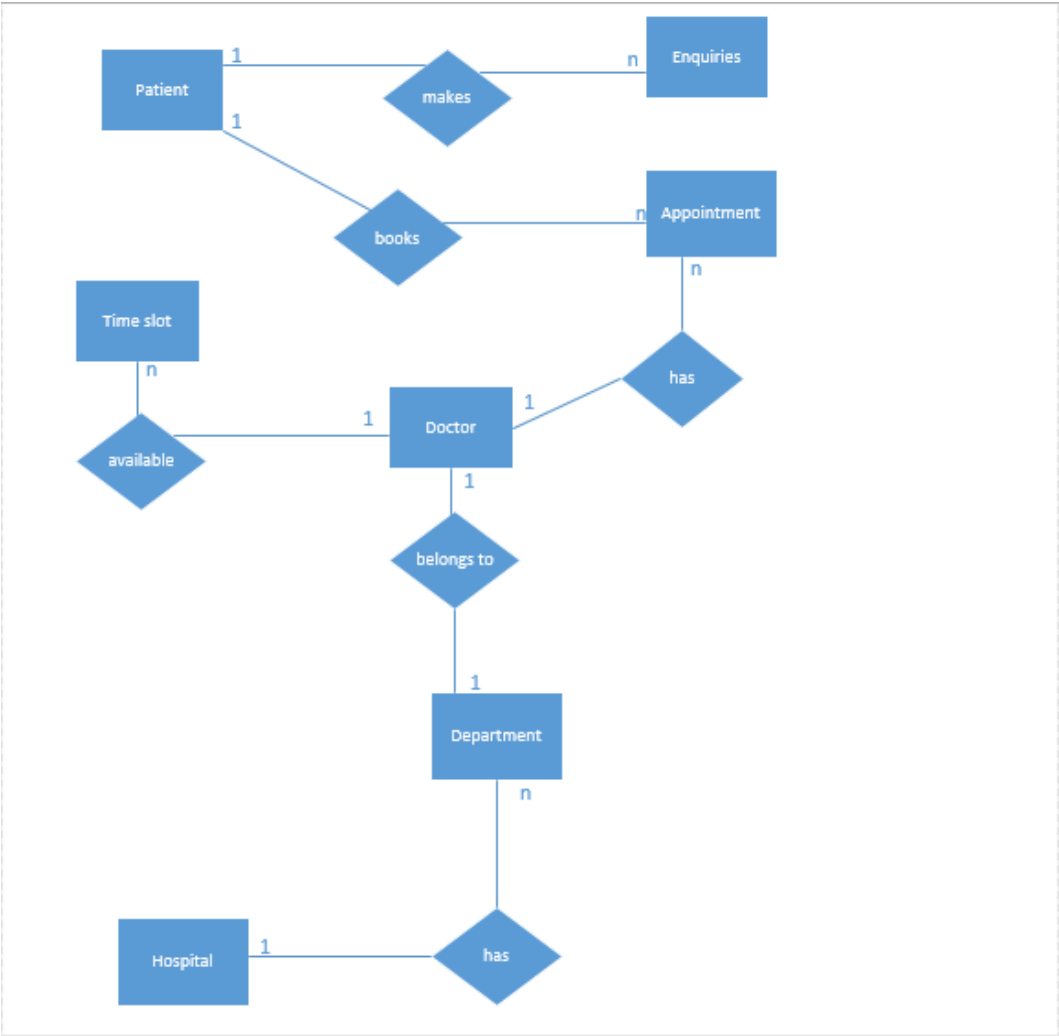 1
n
Enquiries
Patient
makes
1
books
n
Appointment
n
Time slot
n
has
1
1
Doctor
available
1
belongs to
1
Department
n
Hospital
1
has